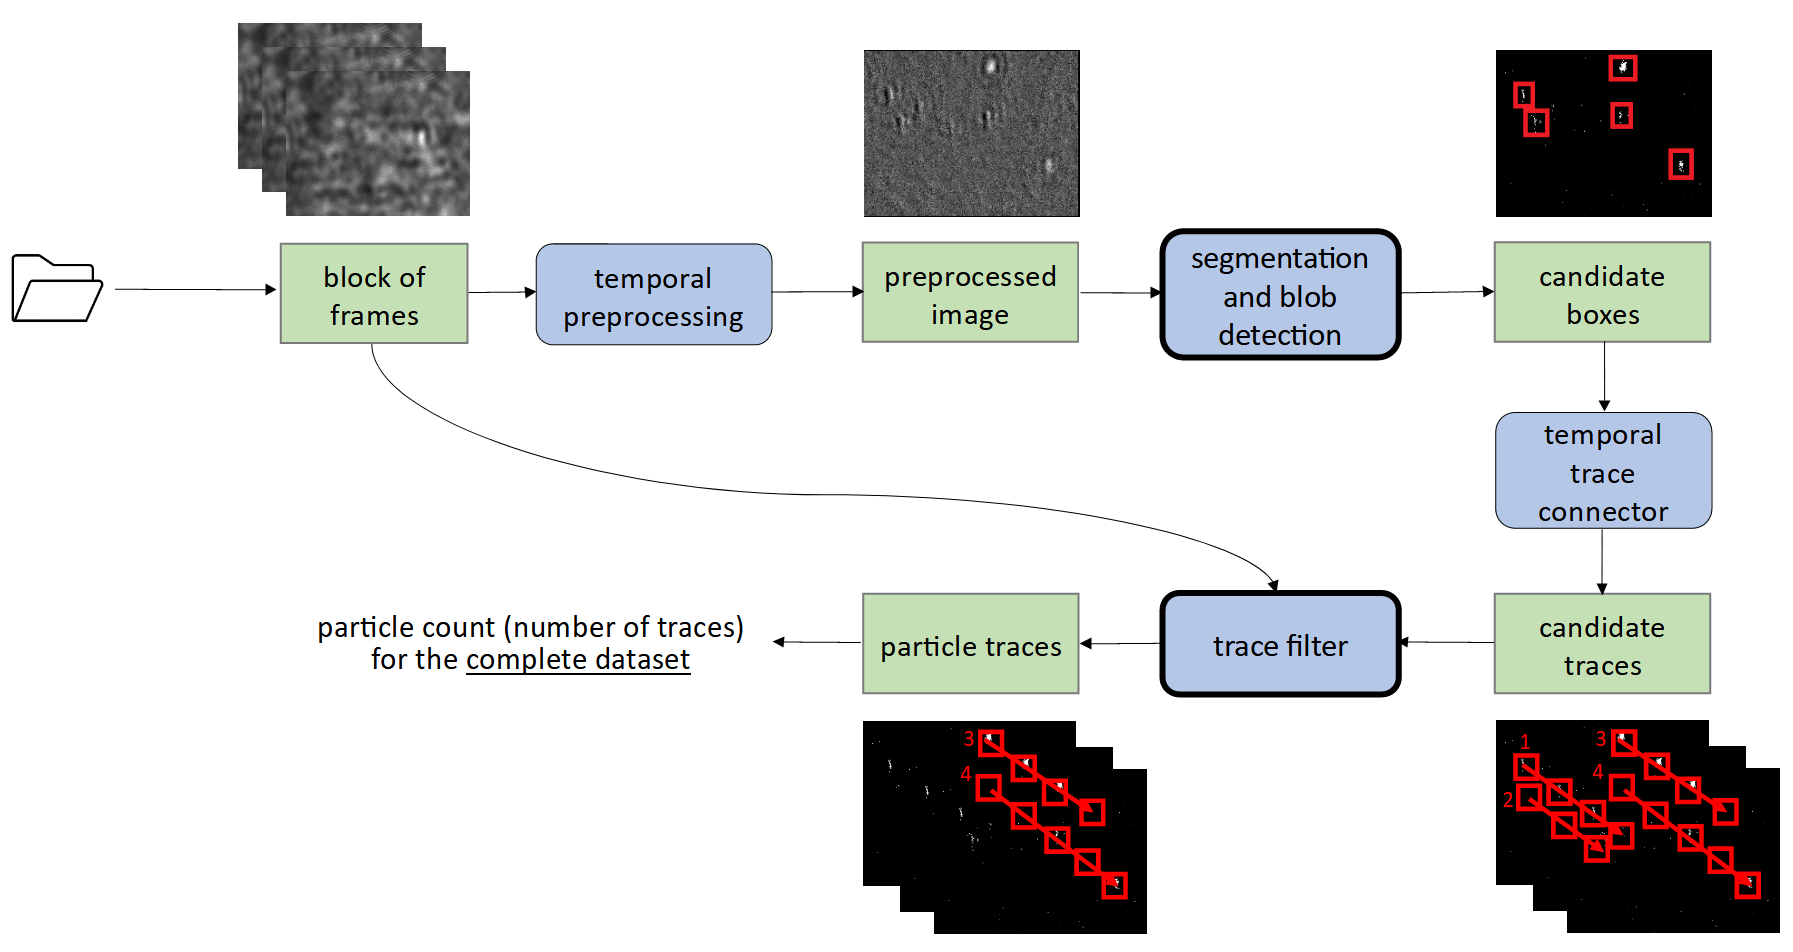 block of
frames
temporal
preprocessing
preprocessed
image
segmentation
and blob
detection
candidate
boxes
temporal
trace
connector
particle count (number of traces)
for the complete dataset
particle traces
trace filter
candidate
traces
3
4
1
3
4
2